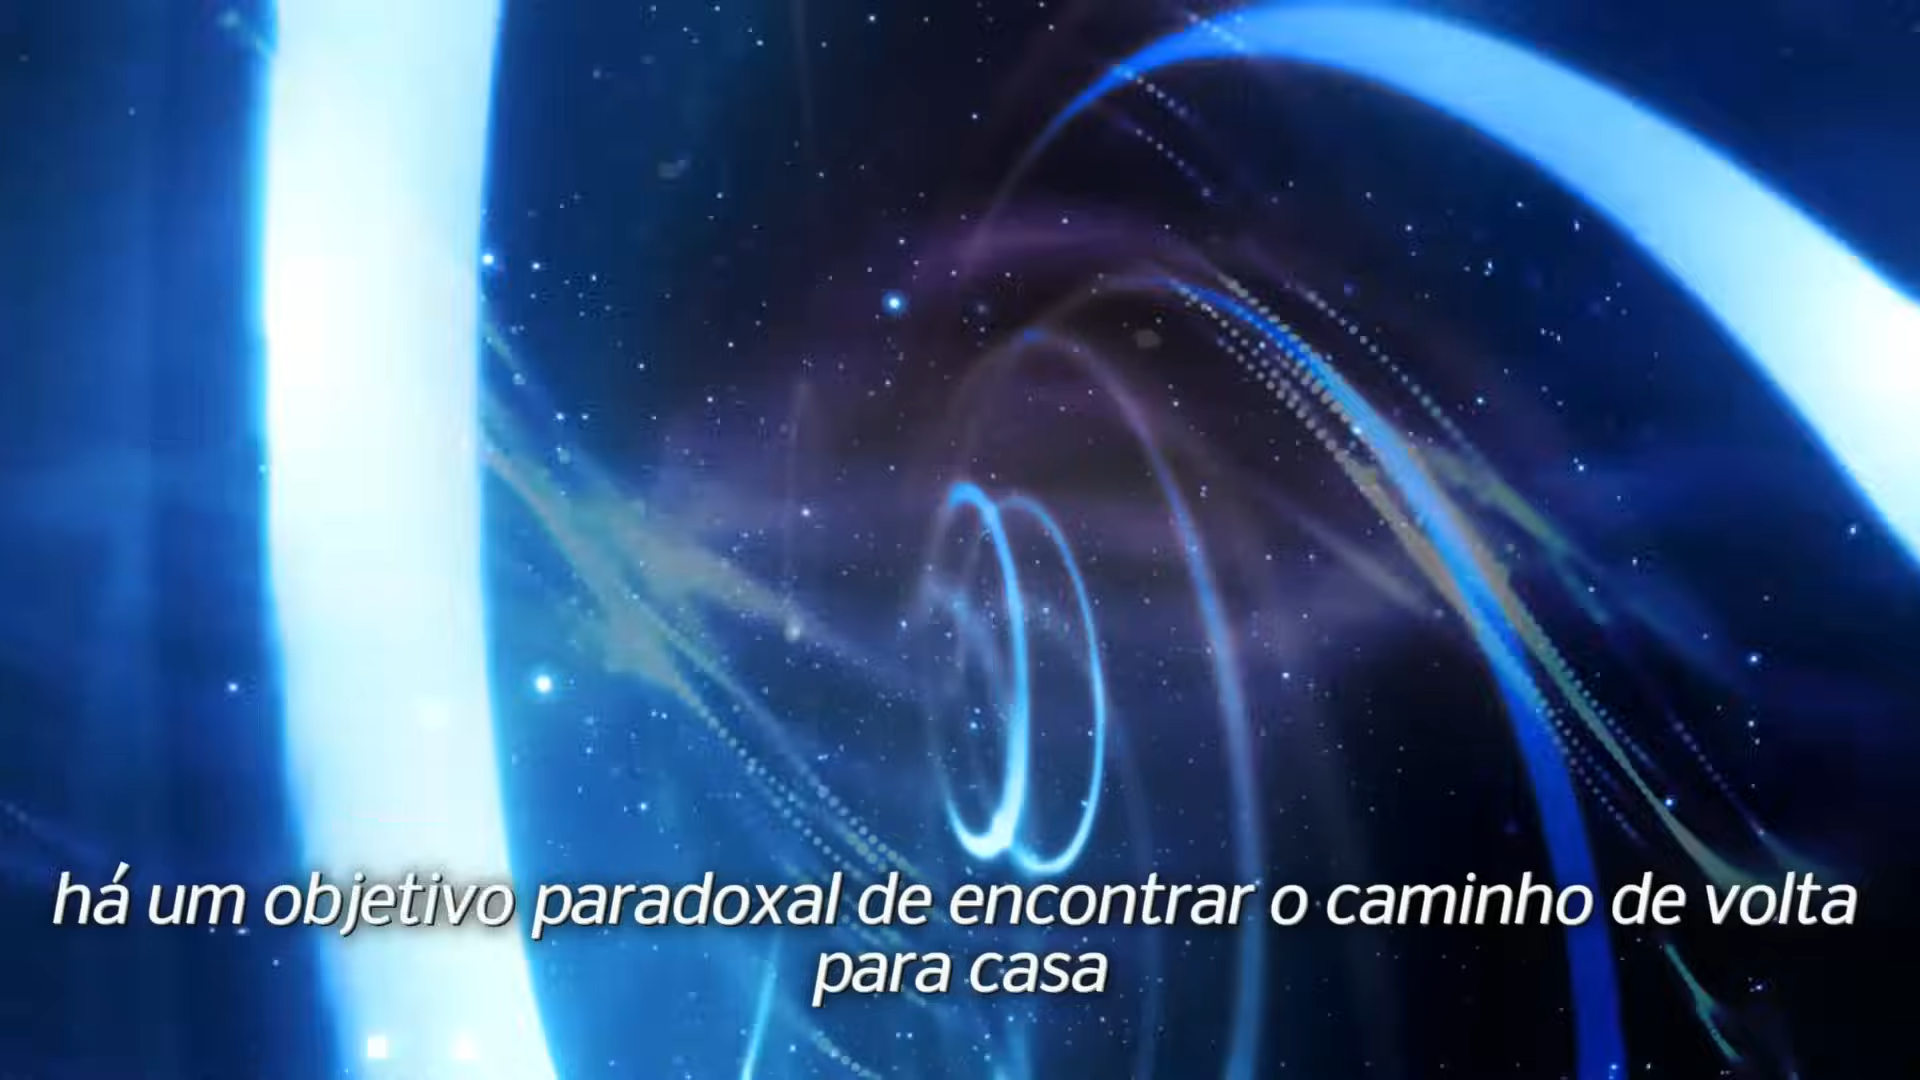 há um objetivo paradoxal de encontrar o caminho de volta
para casa